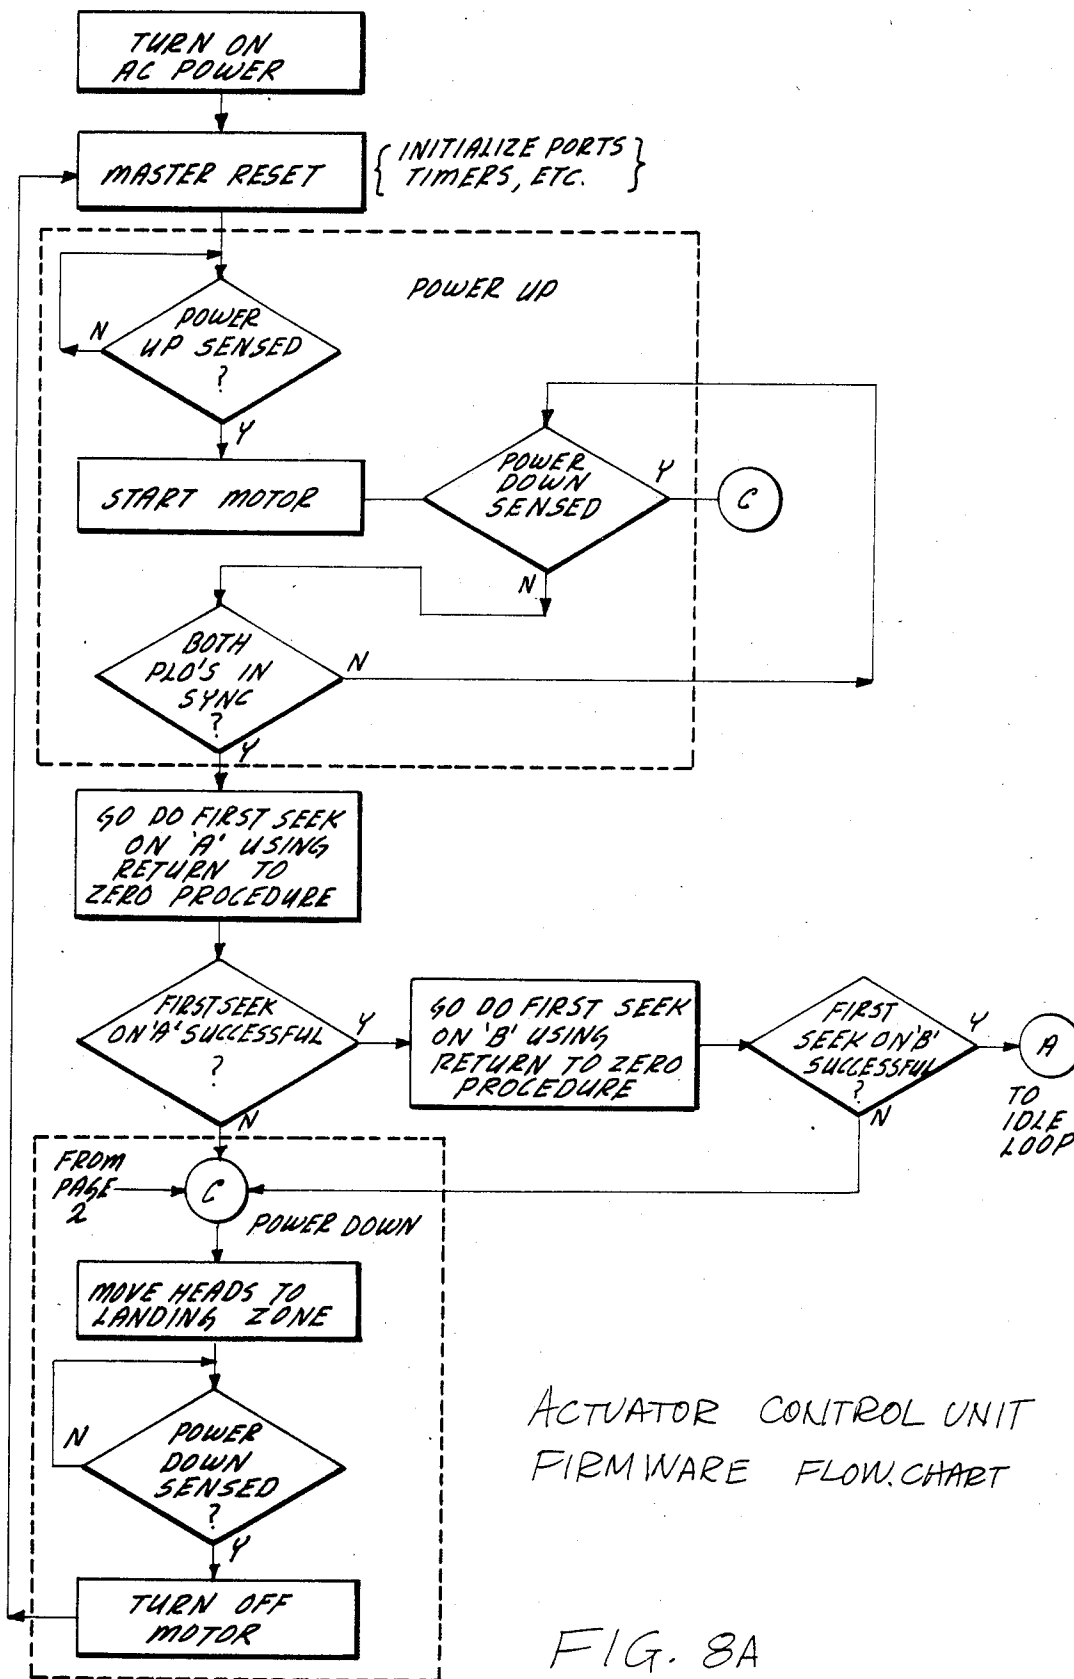 TURN ON
AC POWER
MASTER RESET
{ INITIALIZE PORTS }
TIMERS, ETC.
POWER UP
POWER
UP SENSED
?
N
Y
START MOTOR
POWER
DOWN
SENSED
Y
C
N
BOTH
PLO'S IN
SYNC
?
N
Y
GO DO FIRST SEEK
ON 'A' USING
RETURN TO
ZERO PROCEDURE
FIRST SEEK
ON 'A' SUCCESSFUL
?
Y
N
GO DO FIRST SEEK
ON 'B' USING
RETURN TO ZERO
PROCEDURE
FIRST
SEEK ON 'B'
SUCCESSFUL
?
Y
N
A
TO
IDLE
LOOP
FROM
PAGE
2
C
POWER DOWN
MOVE HEADS TO
LANDING ZONE
POWER
DOWN
SENSED
?
N
Y
TURN OFF
MOTOR
ACTUATOR CONTROL UNIT
FIRMWARE FLOW.CHART
FIG. 8A